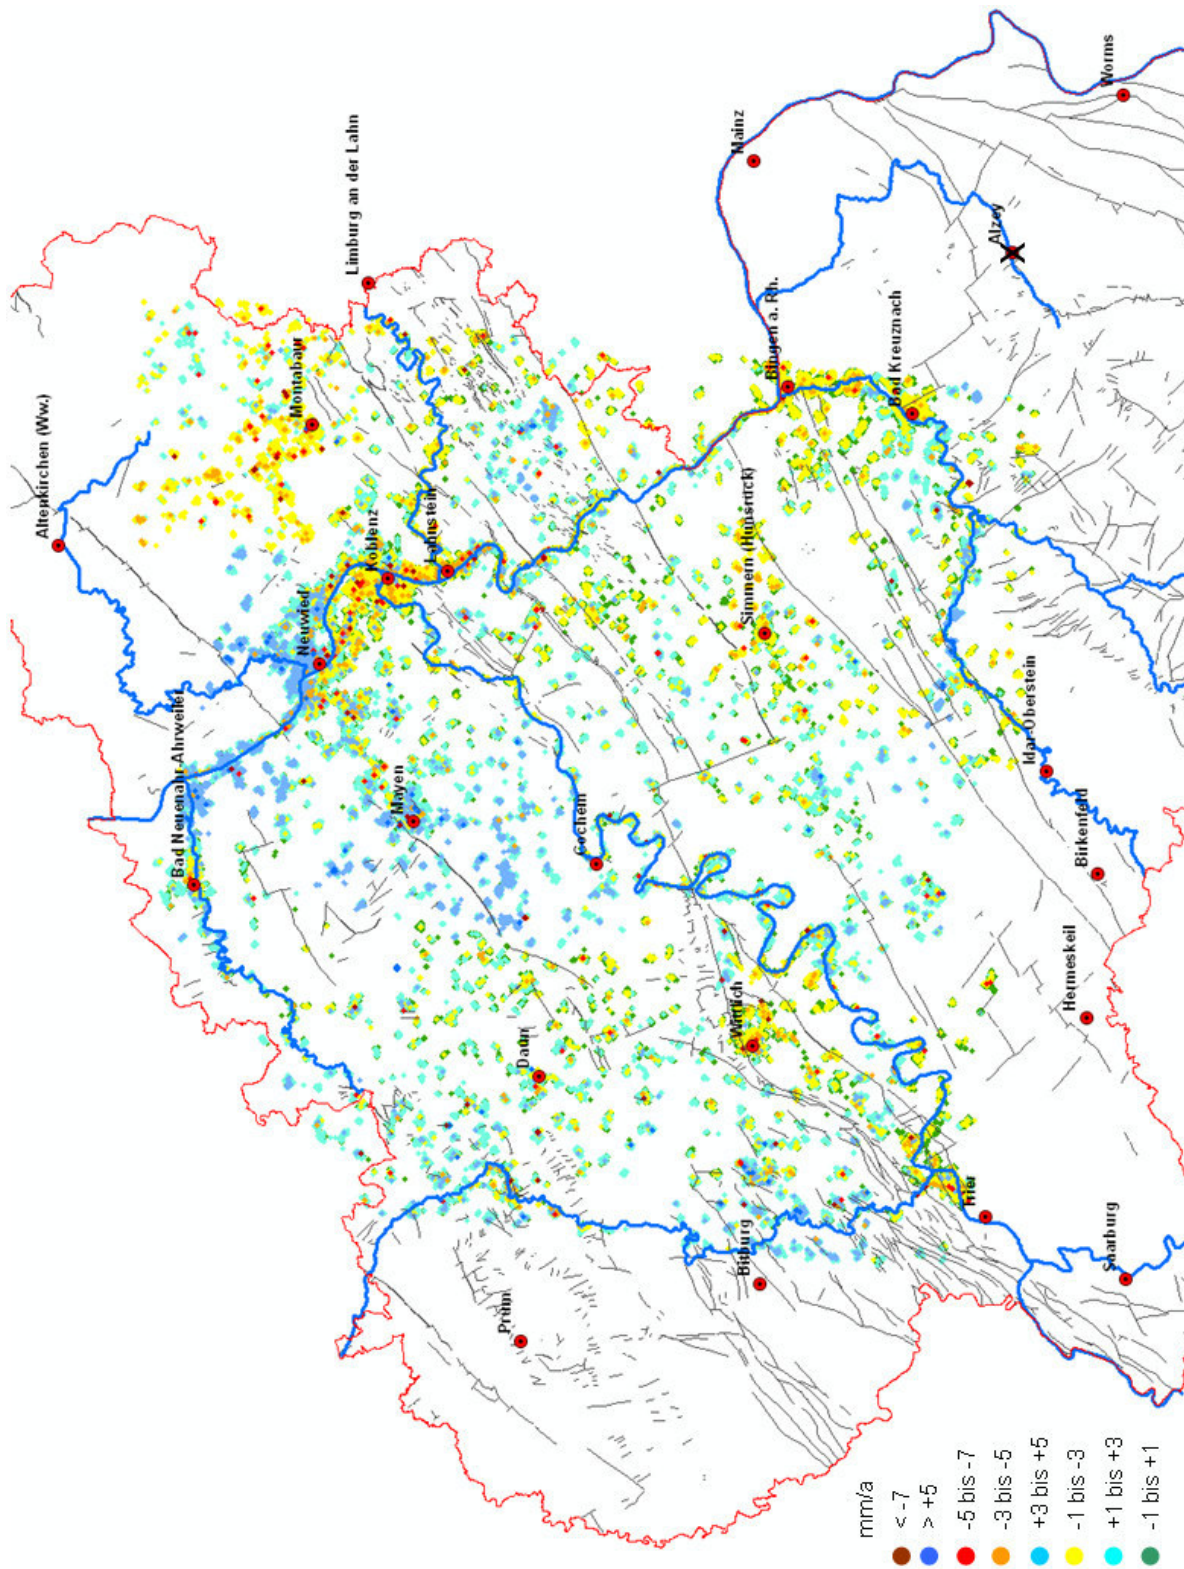 Altenkirchen (Ww.)
Limburg an der Lahn
Montabaur
Koblenz
Lahnstein
Neuwied
Bad Neuenahr-Ahrweiler
Mayen
Cochem
Daun
Prüm
Mainz
Bingen a. Rh.
Simmern (Hunsrück)
Wittlich
Bitburg
Worms
Alzey
Bad Kreuznach
Idar-Oberstein
Birkenfeld
Hermeskeil
Trier
Saarburg
mm/a
< -7
> +5
-5 bis -7
-3 bis -5
+3 bis +5
-1 bis -3
+1 bis +3
-1 bis +1